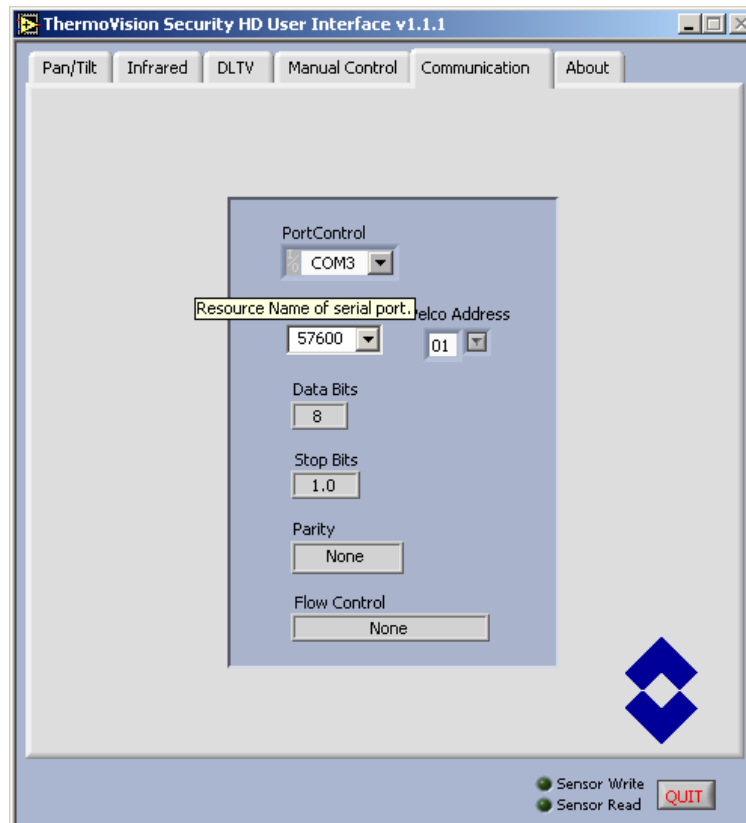 ThermoVision Security HD User Interface v1.1.1
Pan/Tilt Infrared DLTV Manual Control Communication About
PortControl
COM3
Resource Name of serial port.
elco Address
57600 01
Data Bits
8
Stop Bits
1.0
Parity
None
Flow Control
None
Sensor Write
Sensor Read
QUIT